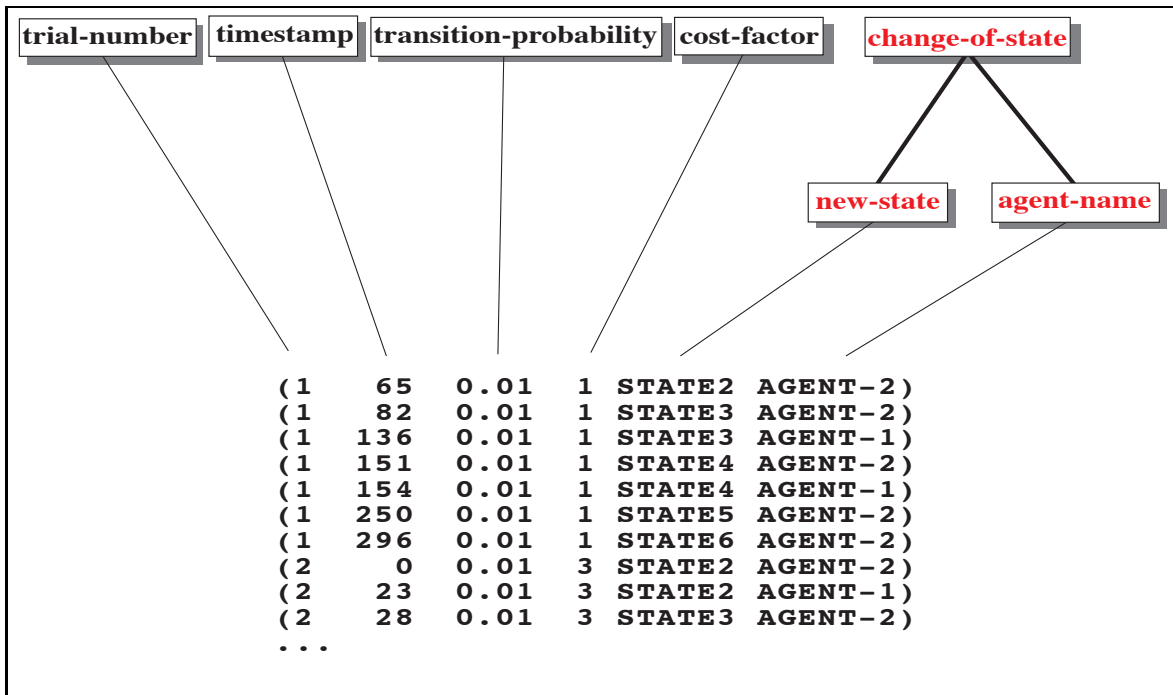 trial-number timestamp transition-probability cost-factor change-of-state
new-state agent-name
(1 65 0.01 1 STATE2 AGENT-2)
(1 82 0.01 1 STATE3 AGENT-2)
(1 136 0.01 1 STATE3 AGENT-1)
(1 151 0.01 1 STATE4 AGENT-2)
(1 154 0.01 1 STATE4 AGENT-1)
(1 250 0.01 1 STATE5 AGENT-2)
(1 296 0.01 1 STATE6 AGENT-2)
(2 0 0.01 3 STATE2 AGENT-2)
(2 23 0.01 3 STATE2 AGENT-1)
(2 28 0.01 3 STATE3 AGENT-2)
...